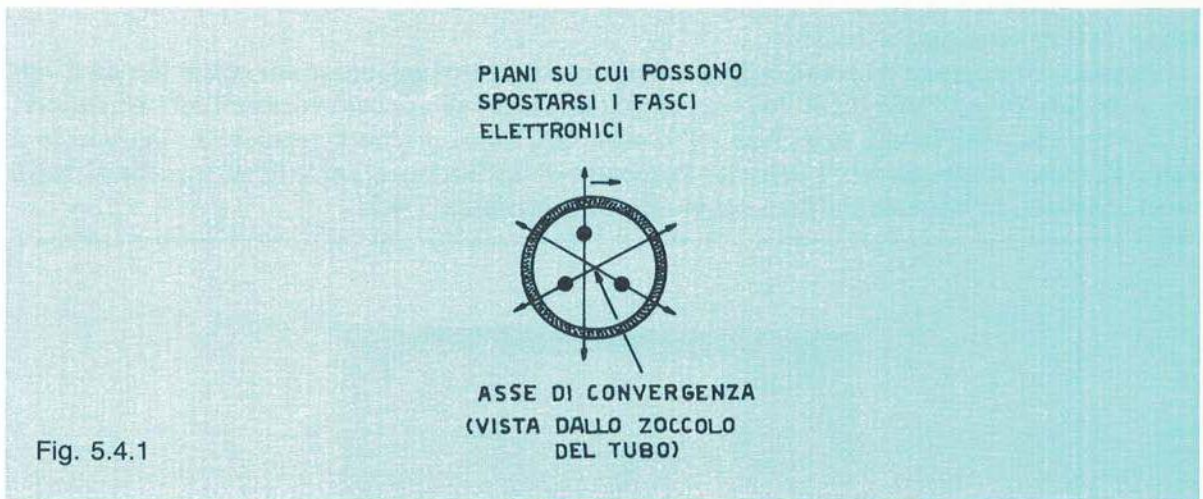 PIANI SU CUI POSSONO
SPOSTARSI I FASCI
ELETTRONICI
ASSE DI CONVERGENZA
(VISTA DALLO ZOCCOLO
DEL TUBO)
Fig. 5.4.1